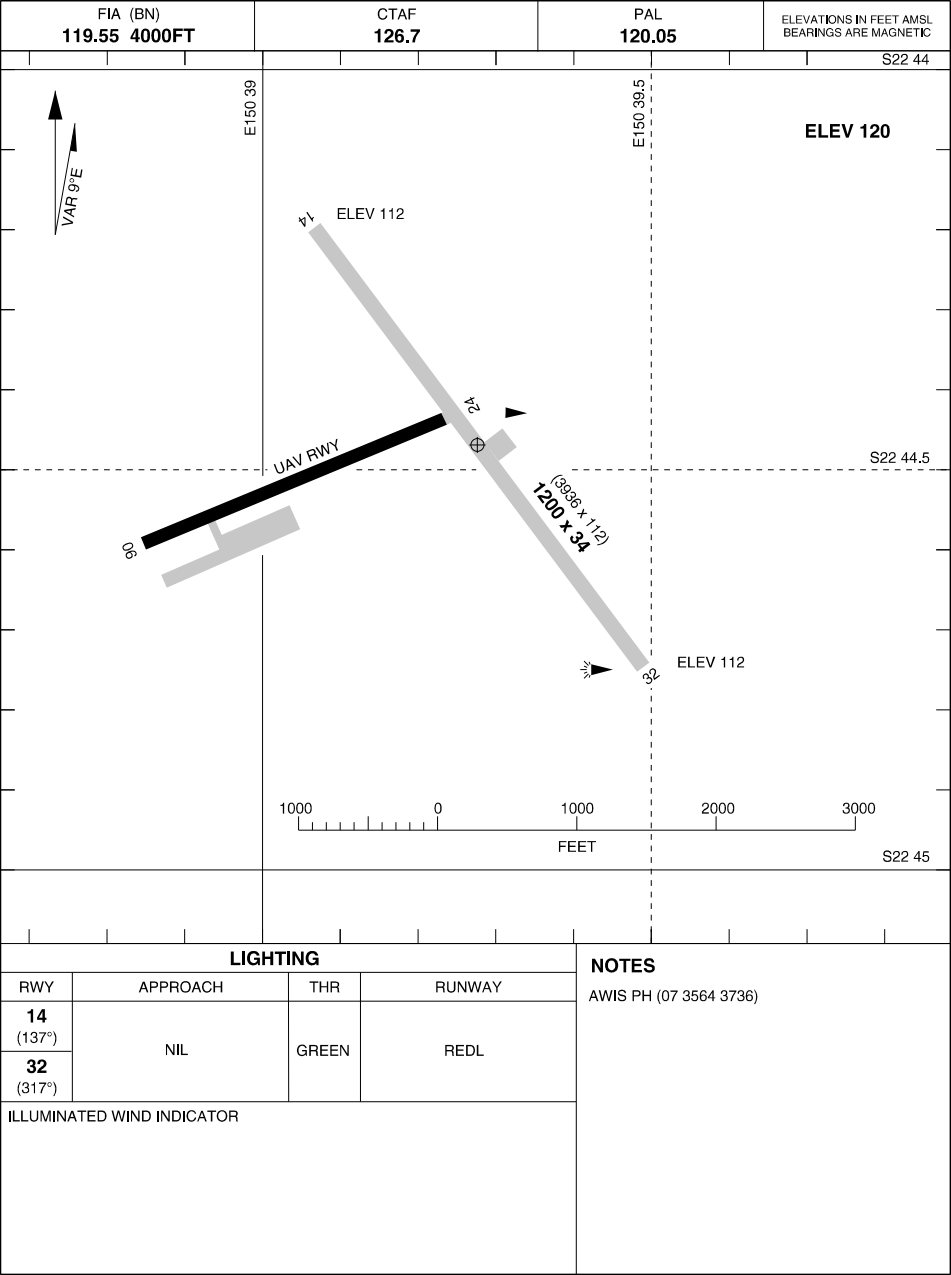 FIA (BN)
119.55 4000FT
CTAF
126.7
PAL
120.05
ELEVATIONS IN FEET AMSL
BEARINGS ARE MAGNETIC
S22 44
E150 39
E150 39.5
ELEV 120
VAR 9°E
14
ELEV 112
24
UAV RWY
S22 44.5
(3936 x 112)
1200 x 34
06
ELEV 112
32
1000 0 1000 2000 3000
FEET
S22 45
LIGHTING
RWY APPROACH THR RUNWAY
14
(137°)
NIL GREEN REDL
32
(317°)
ILLUMINATED WIND INDICATOR
NOTES
AWIS PH (07 3564 3736)